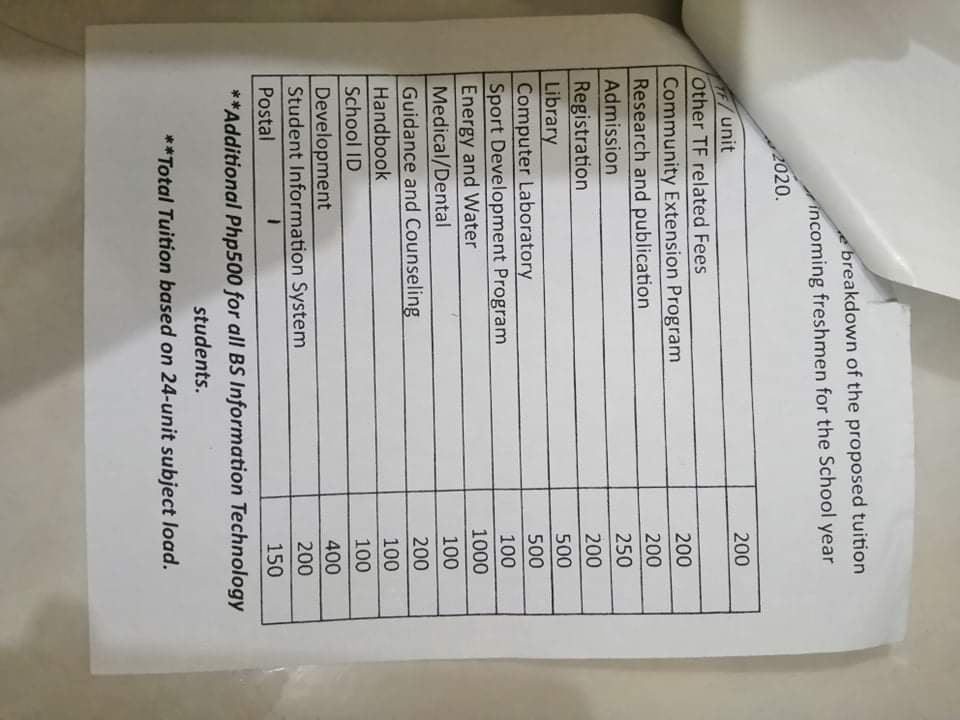 breakdown of the proposed tuition
incoming freshmen for the School year
2020.
TF/ unit 200
Other TF related Fees
Community Extension Program 200
Research and publication 200
Admission 250
Registration 200
Library 500
Computer Laboratory 500
Sport Development Program 100
Energy and Water 1000
Medical/Dental 100
Guidance and Counseling 200
Handbook 100
School ID 100
Development 400
Student Information System 200
Postal 150
**Additional Php500 for all BS Information Technology
students.
**Total Tuition based on 24-unit subject load.